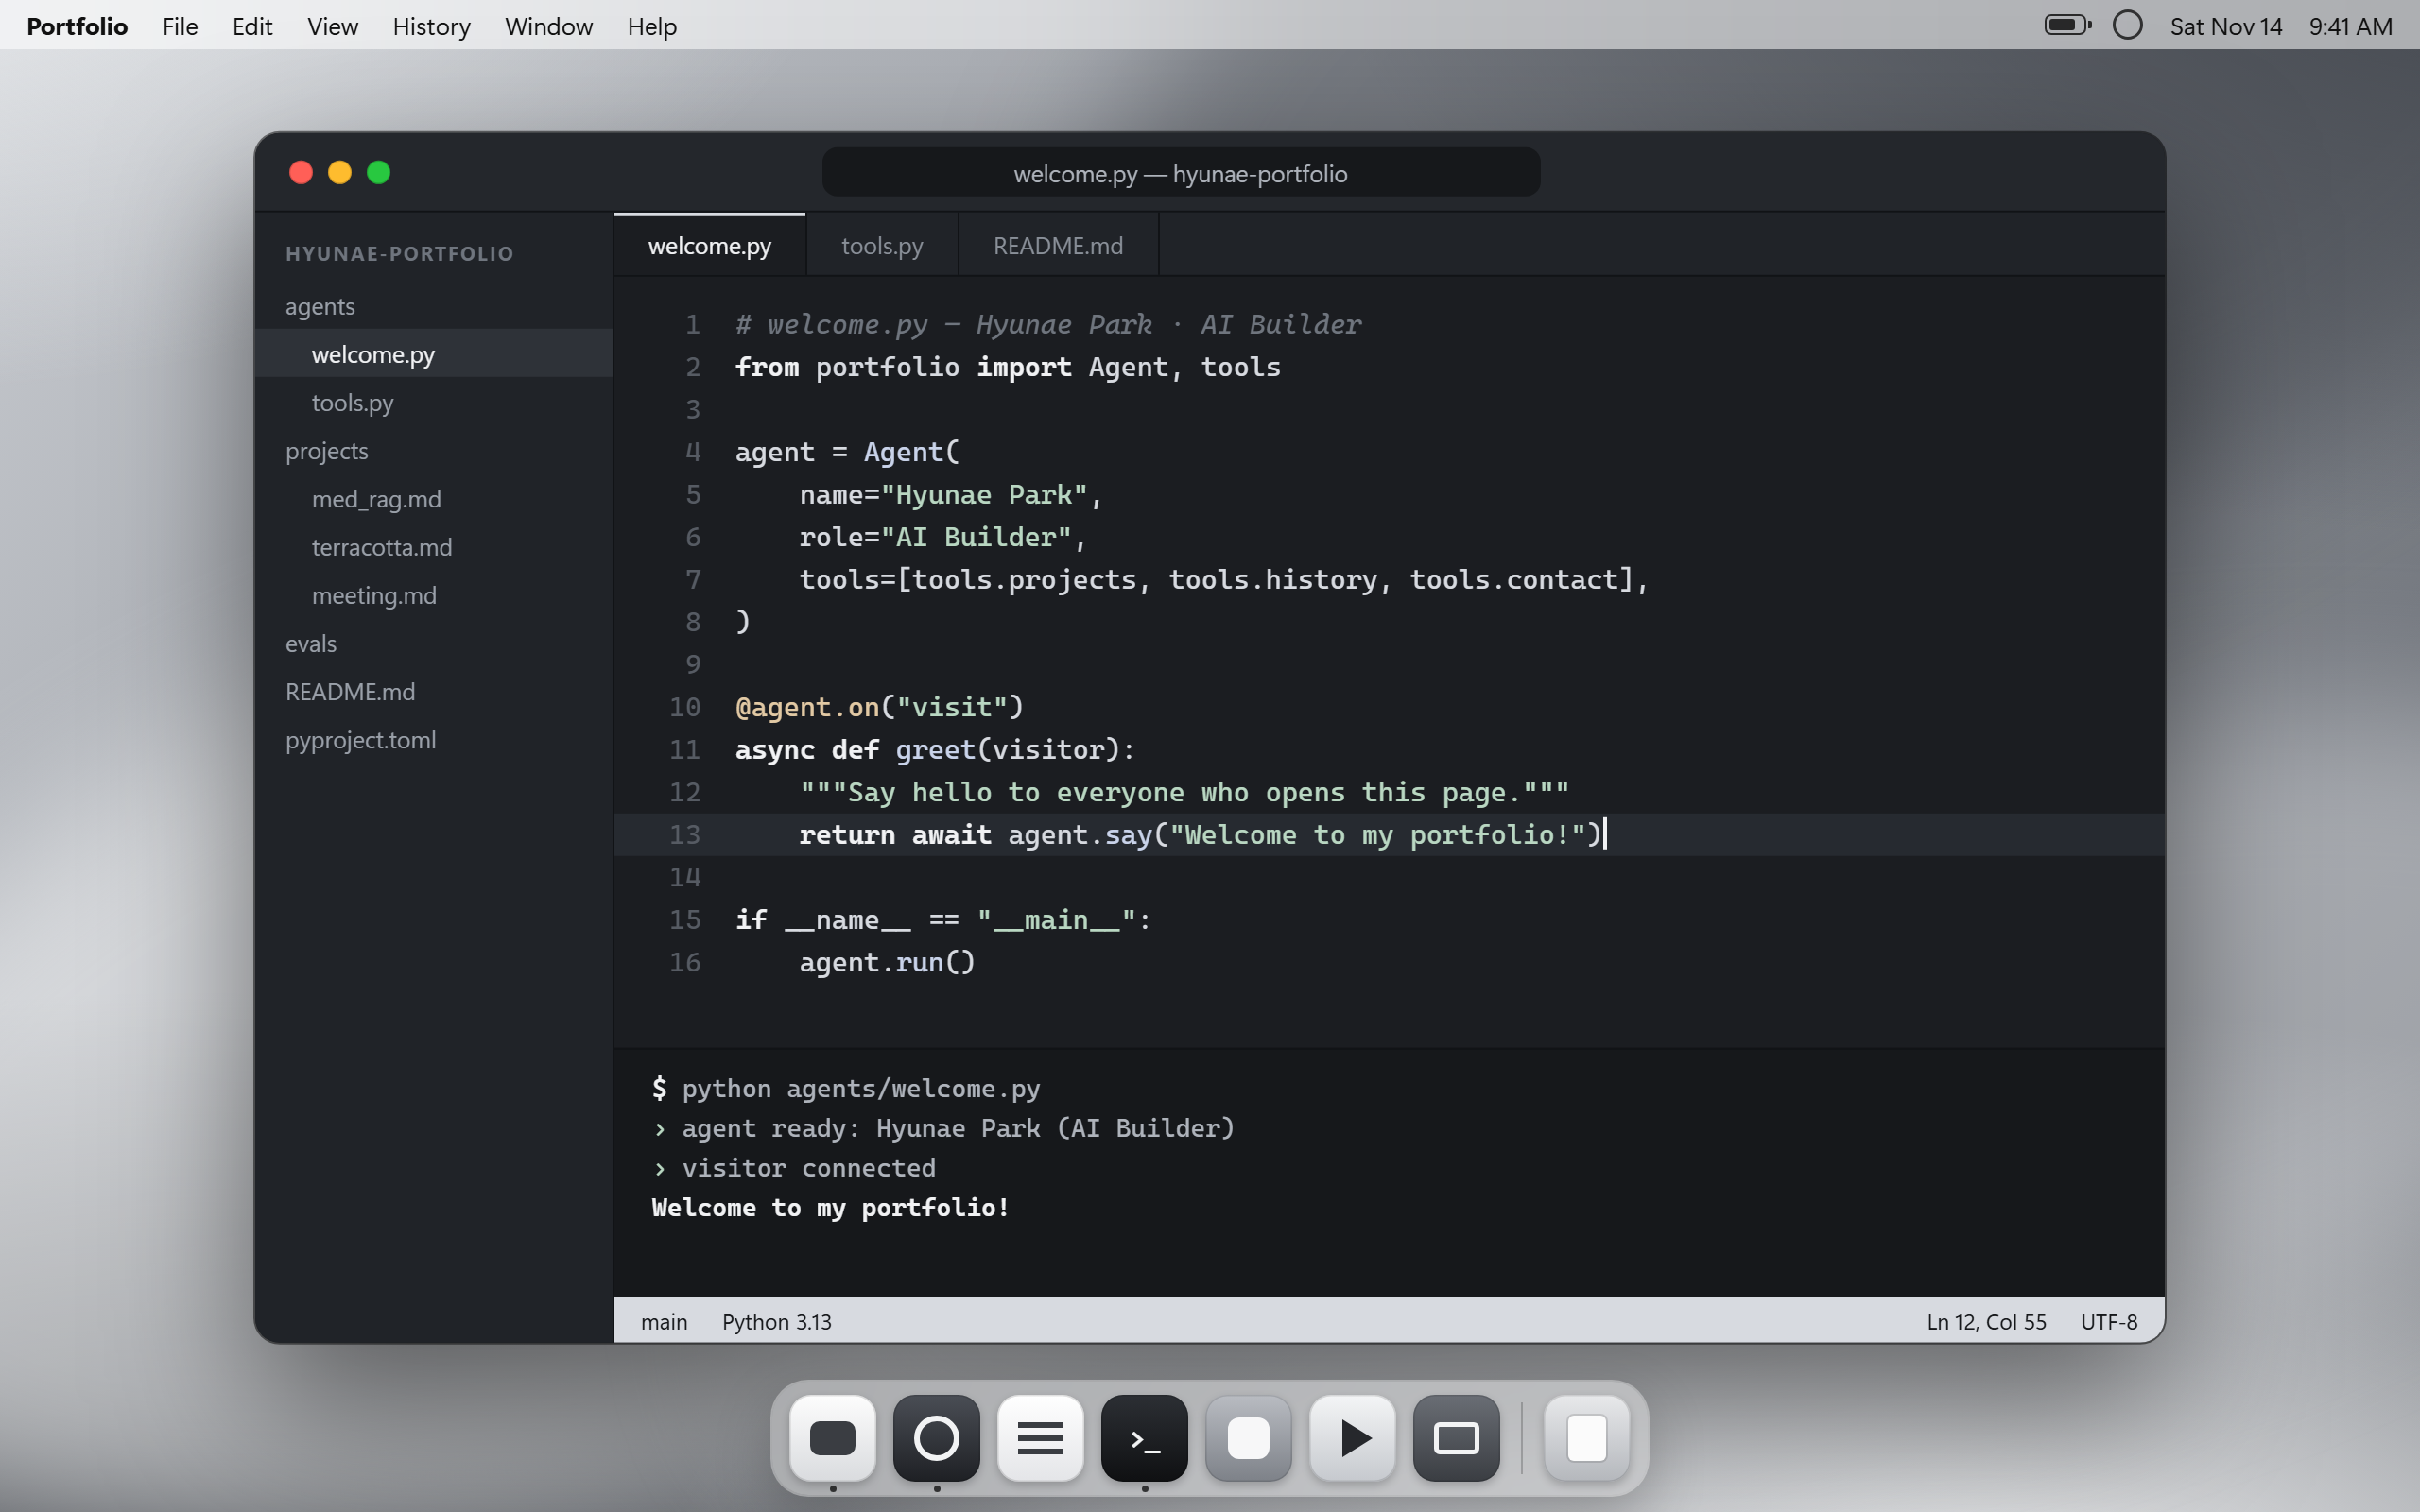 Portfolio File Edit View History Window Help Sat Nov 14 9:41 AM
welcome.py — hyunae-portfolio
HYUNAE-PORTFOLIO
agents
welcome.py
tools.py
projects
med_rag.md
terracotta.md
meeting.md
evals
README.md
pyproject.toml
welcome.py tools.py README.md
1 # welcome.py — Hyunae Park · AI Builder
2 from portfolio import Agent, tools
3
4 agent = Agent(
5     name="Hyunae Park",
6     role="AI Builder",
7     tools=[tools.projects, tools.history, tools.contact],
8 )
9
10 @agent.on("visit")
11 async def greet(visitor):
12     """Say hello to everyone who opens this page."""
13     return await agent.say("Welcome to my portfolio!")
14
15 if __name__ == "__main__":
16     agent.run()
$ python agents/welcome.py
› agent ready: Hyunae Park (AI Builder)
› visitor connected
Welcome to my portfolio!
main Python 3.13 Ln 12, Col 55 UTF-8
>_